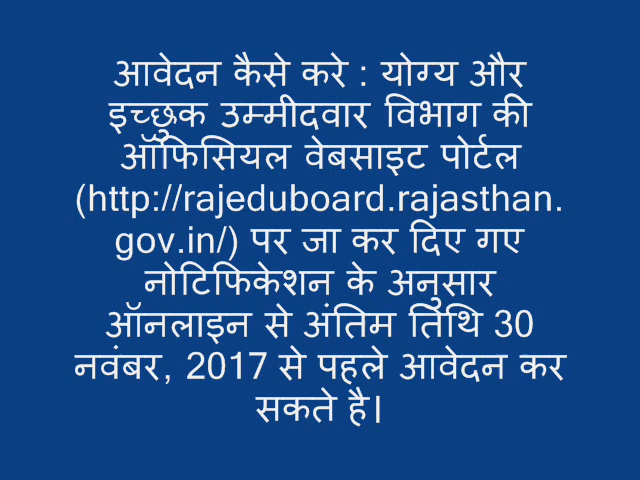 आवेदन कैसे करे : योग्य और
इच्छुक उम्मीदवार विभाग की
ऑफिसियल वेबसाइट पोर्टल
(http://rajeduboard.rajasthan.
gov.in/) पर जा कर दिए गए
नोटिफिकेशन के अनुसार
ऑनलाइन से अंतिम तिथि 30
नवंबर, 2017 से पहले आवेदन कर
सकते है।